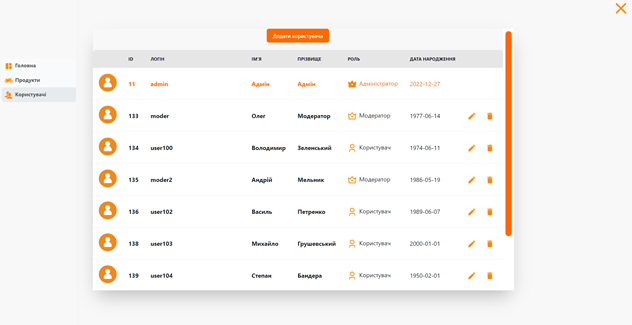 Додати користувача
Головна
Продукти
Користувачі
ID ЛОГІН ІМ'Я ПРІЗВИЩЕ РОЛЬ ДАТА НАРОДЖЕННЯ
11 admin Адмін Адмін Адміністратор 2022-12-27
133 moder Олег Модератор Модератор 1977-06-14
134 user100 Володимир Зеленський Користувач 1974-06-11
135 moder2 Андрій Мельник Модератор 1986-05-19
136 user102 Василь Петренко Користувач 1989-06-07
138 user103 Михайло Грушевський Користувач 2000-01-01
139 user104 Степан Бандера Користувач 1950-02-01